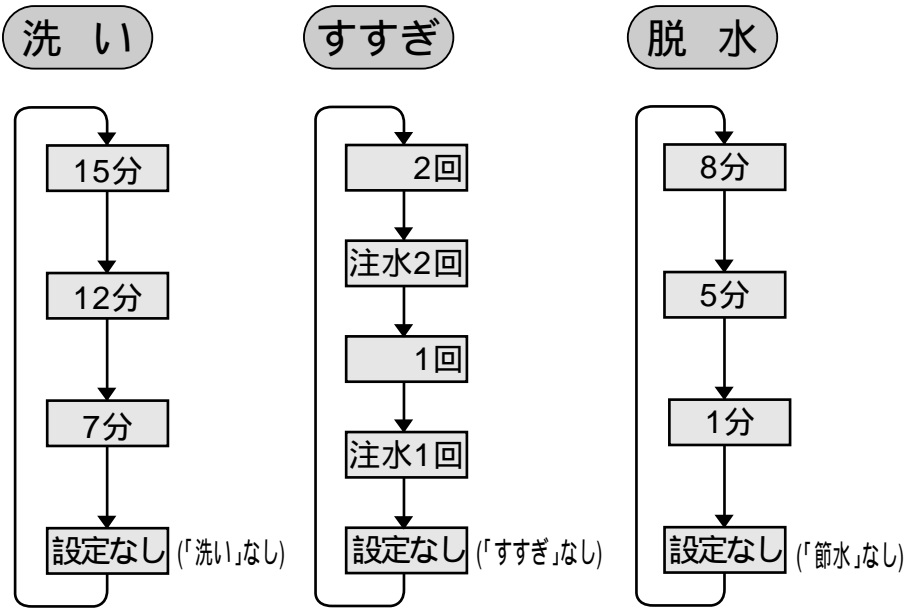 洗 い
15分
12分
7分
設定なし (「洗い」なし)
すすぎ
2回
注水2回
1回
注水1回
設定なし (「すすぎ」なし)
脱 水
8分
5分
1分
設定なし (「節水」なし)